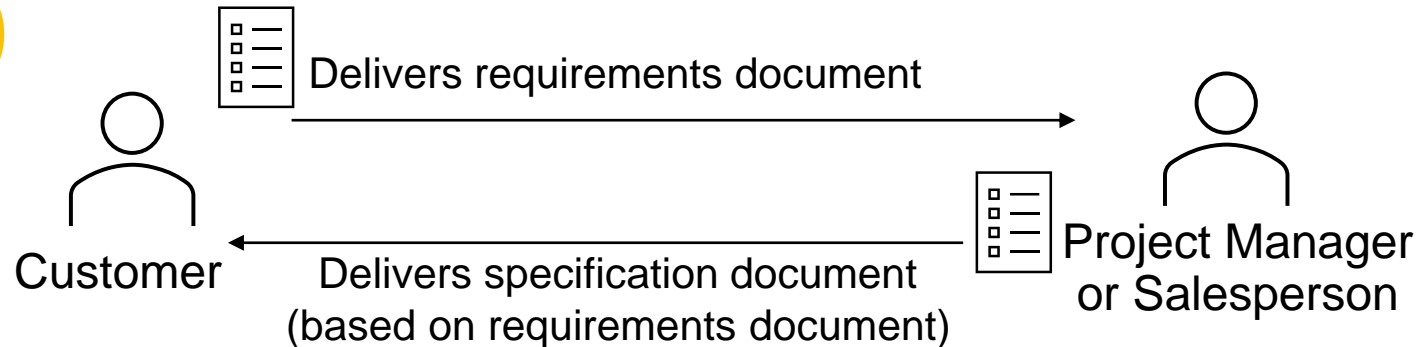 Delivers requirements document
Customer
Delivers specification document
(based on requirements document)
Project Manager
or Salesperson